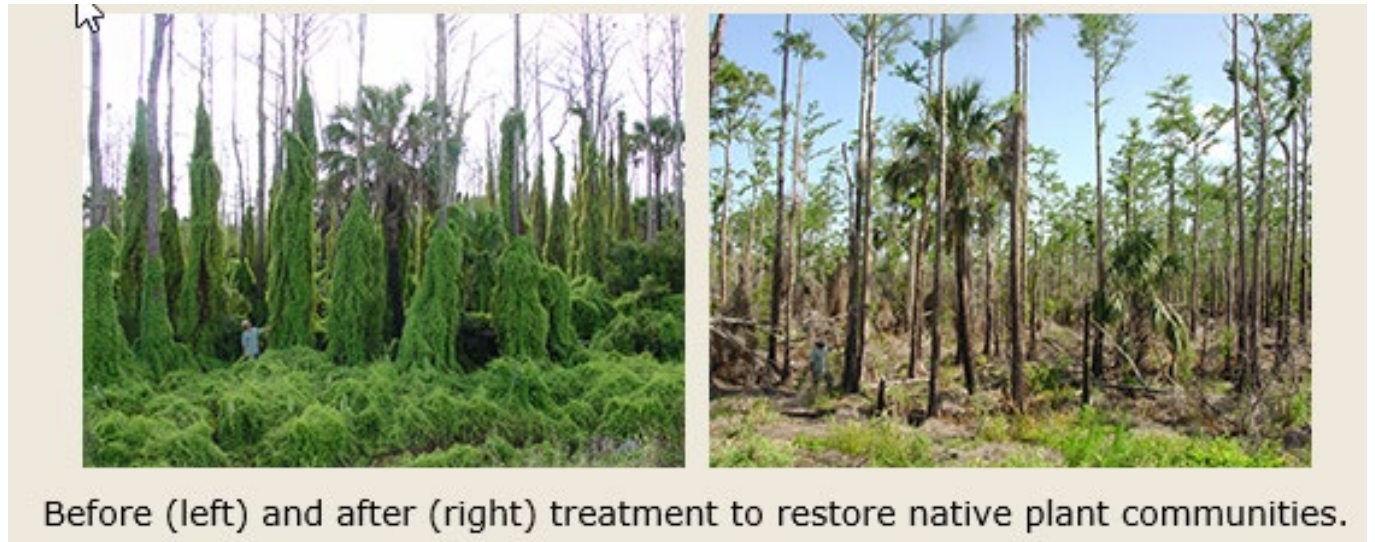 Before (left) and after (right) treatment to restore native plant communities.